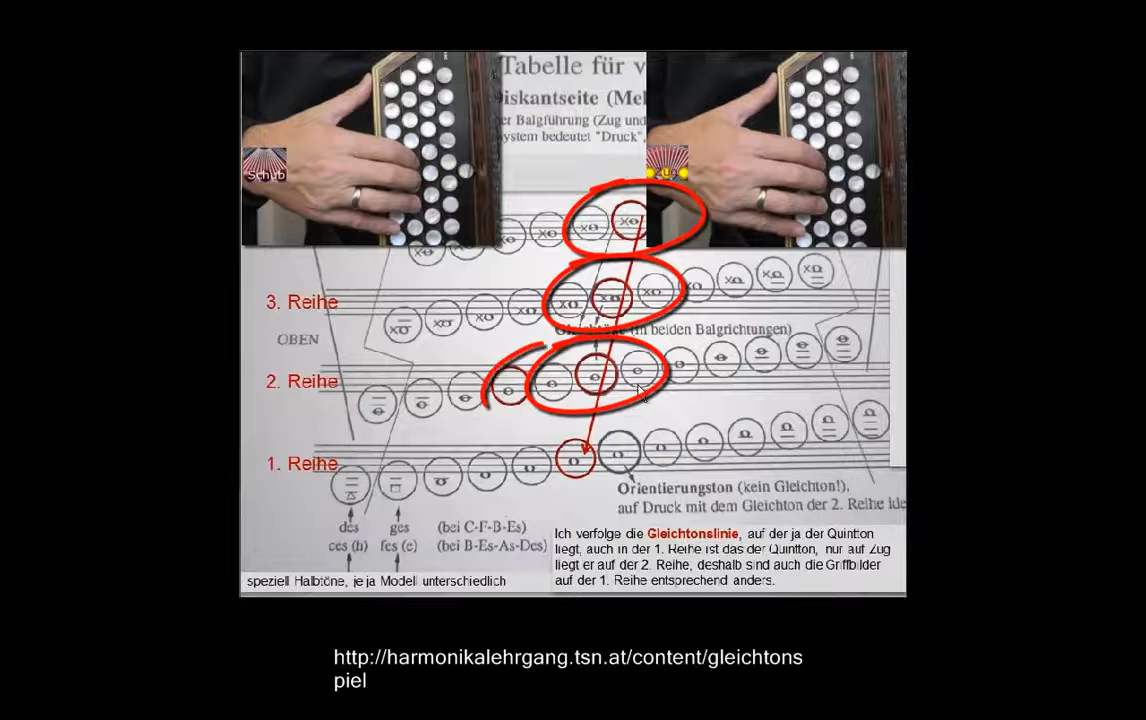 Tabelle für v
iskantseite (Mel
er Balgführung (Zug und
system bedeutet "Druck",
Schub
Zug
3. Reihe
OBEN
Gleichtöne (in beiden Balgrichtungen)
2. Reihe
1. Reihe
Orientierungston (kein Gleichton!),
auf Druck mit dem Gleichton der 2. Reihe ide
des ges (bei C-F-B-Es)
ces (h) fes (e) (bei B-Es-As-Des)
Ich verfolge die Gleichtonslinie, auf der ja der Quintton
liegt, auch in der 1. Reihe ist das der Quintton, nur auf Zug
liegt er auf der 2. Reihe, deshalb sind auch die Griffbilder
auf der 1. Reihe entsprechend anders.
speziell Halbtöne, je ja Modell unterschiedlich
http://harmonikalehrgang.tsn.at/content/gleichtons
piel